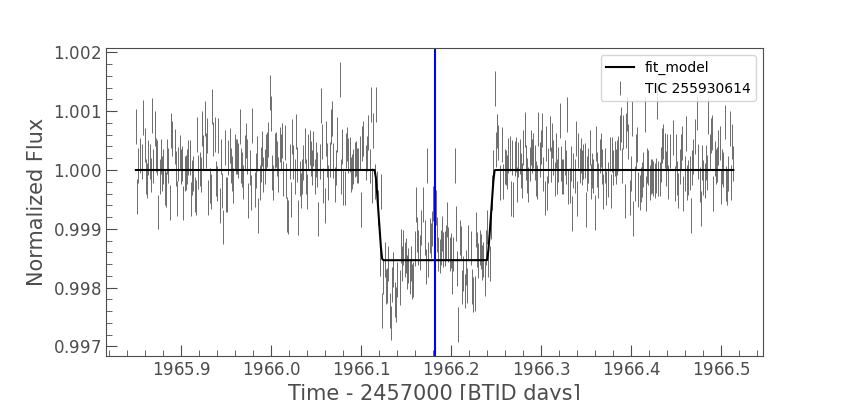 1.002
1.001
1.000
0.999
0.998
0.997
Normalized Flux
fit_model
TIC 255930614
1965.9 1966.0 1966.1 1966.2 1966.3 1966.4 1966.5
Time - 2457000 [BTJD days]